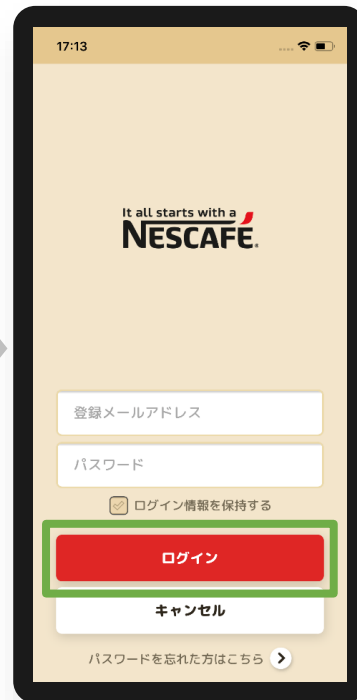 17:13
It all starts with a
NESCAFÉ.
登録メールアドレス
パスワード
ログイン情報を保持する
ログイン
キャンセル
パスワードを忘れた方はこちら